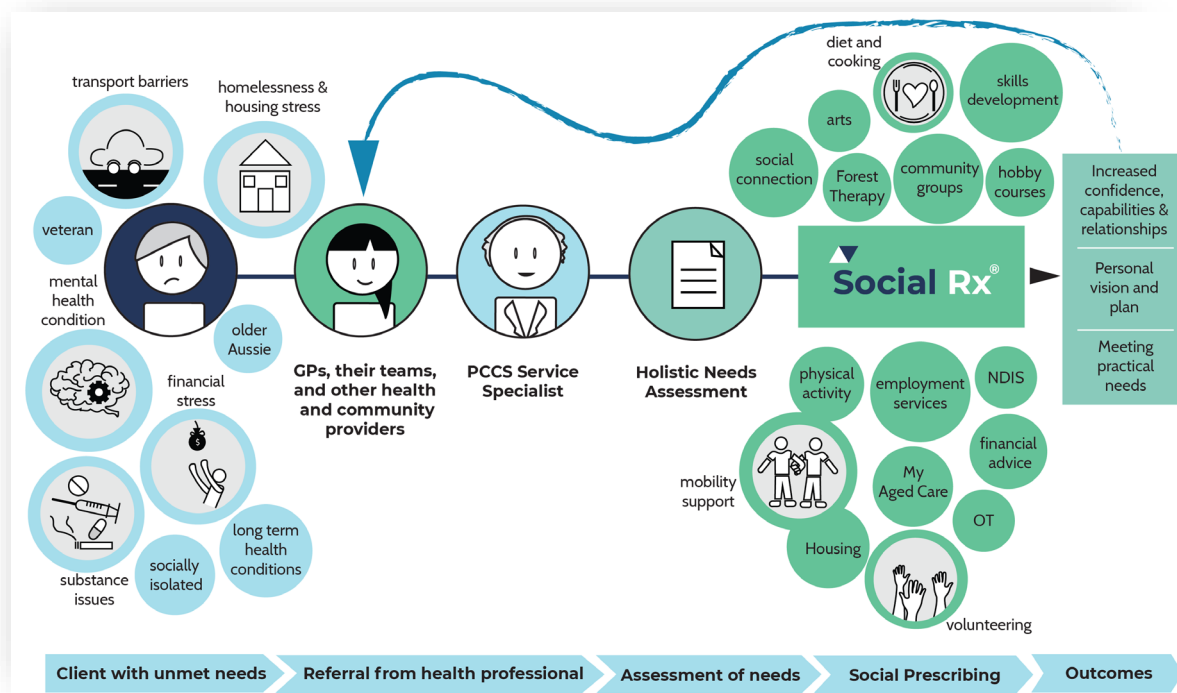 transport barriers
homelessness &
housing stress
veteran
mental
health
condition
older
Aussie
financial
stress
$
substance
issues
socially
isolated
long term
health
conditions
GPs, their teams,
and other health
and community
providers
PCCS Service
Specialist
Holistic Needs
Assessment
diet and
cooking
skills
development
arts
social
connection
Forest
Therapy
community
groups
hobby
courses
Social Rx®
physical
activity
employment
services
NDIS
financial
advice
mobility
support
My
Aged Care
OT
Housing
volunteering
Increased
confidence,
capabilities &
relationships
Personal
vision and
plan
Meeting
practical
needs
Client with unmet needs
Referral from health professional
Assessment of needs
Social Prescribing
Outcomes